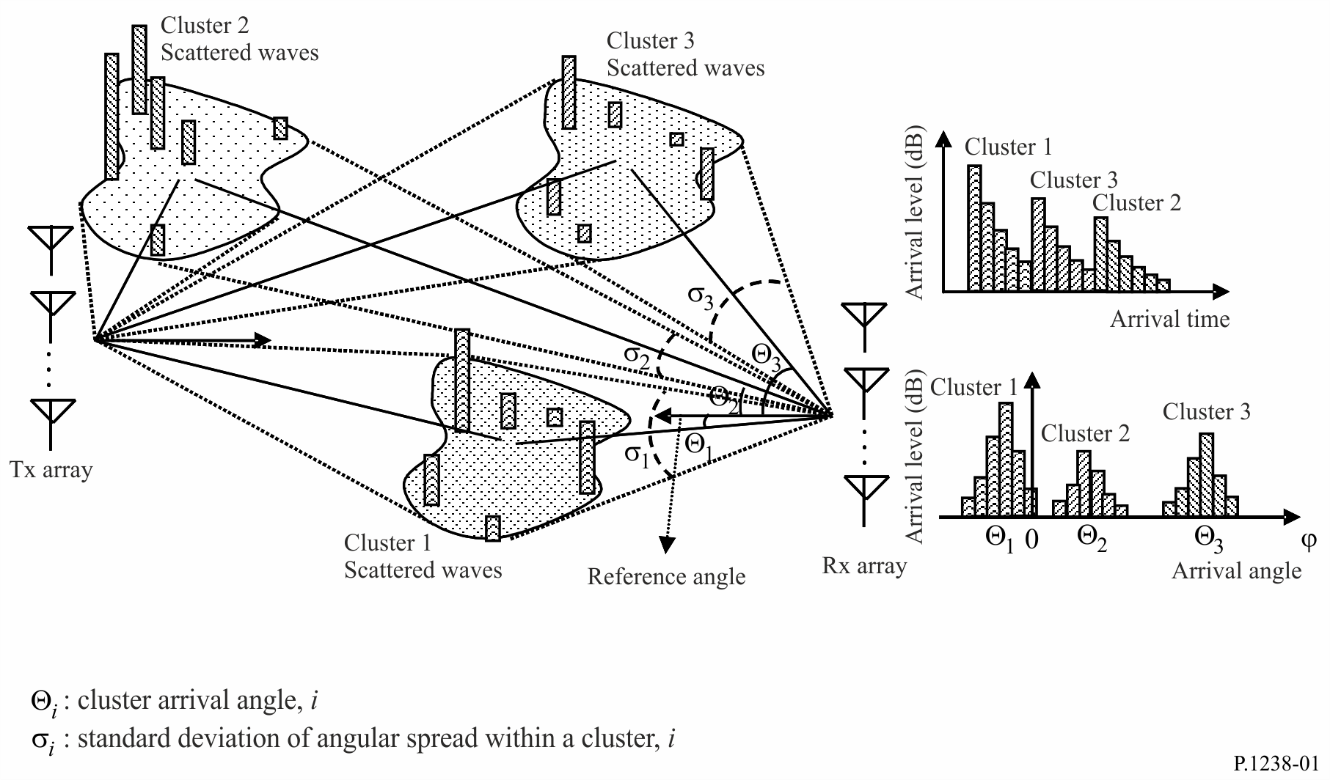 Cluster 2
Scattered waves
Cluster 3
Scattered waves
Tx array
σ3
σ2
σ1
Θ3
Θ2
Θ1
Cluster 1
Scattered waves
Reference angle
Rx array
Arrival level (dB)
Cluster 1
Cluster 3
Cluster 2
Arrival time
Arrival level (dB)
Cluster 1
Cluster 2
Cluster 3
Θ1 0 Θ2 Θ3 φ
Arrival angle
Θi : cluster arrival angle, i
σi : standard deviation of angular spread within a cluster, i
P.1238-01